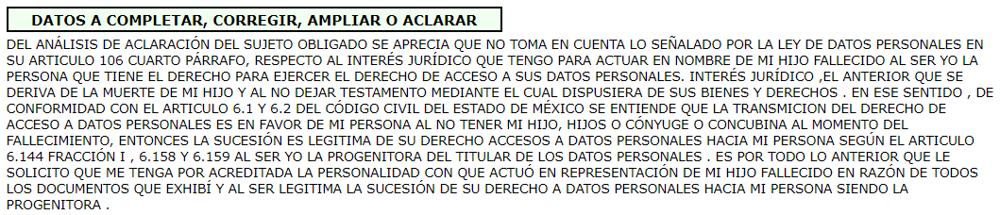 DATOS A COMPLETAR, CORREGIR, AMPLIAR O ACLARAR
DEL ANÁLISIS DE ACLARACIÓN DEL SUJETO OBLIGADO SE APRECIA QUE NO TOMA EN CUENTA LO SEÑALADO POR LA LEY DE DATOS PERSONALES EN
SU ARTICULO 106 CUARTO PÁRRAFO, RESPECTO AL INTERÉS JURÍDICO QUE TENGO PARA ACTUAR EN NOMBRE DE MI HIJO FALLECIDO AL SER YO LA
PERSONA QUE TIENE EL DERECHO PARA EJERCER EL DERECHO DE ACCESO A SUS DATOS PERSONALES. INTERÉS JURÍDICO ,EL ANTERIOR QUE SE
DERIVA DE LA MUERTE DE MI HIJO Y AL NO DEJAR TESTAMENTO MEDIANTE EL CUAL DISPUSIERA DE SUS BIENES Y DERECHOS . EN ESE SENTIDO , DE
CONFORMIDAD CON EL ARTICULO 6.1 Y 6.2 DEL CÓDIGO CIVIL DEL ESTADO DE MÉXICO SE ENTIENDE QUE LA TRANSMICION DEL DERECHO DE
ACCESO A DATOS PERSONALES ES EN FAVOR DE MI PERSONA AL NO TENER MI HIJO, HIJOS O CÓNYUGE O CONCUBINA AL MOMENTO DEL
FALLECIMIENTO, ENTONCES LA SUCESIÓN ES LEGITIMA DE SU DERECHO ACCESOS A DATOS PERSONALES HACIA MI PERSONA SEGÚN EL ARTICULO
6.144 FRACCIÓN I , 6.158 Y 6.159 AL SER YO LA PROGENITORA DEL TITULAR DE LOS DATOS PERSONALES . ES POR TODO LO ANTERIOR QUE LE
SOLICITO QUE ME TENGA POR ACREDITADA LA PERSONALIDAD CON QUE ACTUÓ EN REPRESENTACIÓN DE MI HIJO FALLECIDO EN RAZÓN DE TODOS
LOS DOCUMENTOS QUE EXHIBÍ Y AL SER LEGITIMA LA SUCESIÓN DE SU DERECHO A DATOS PERSONALES HACIA MI PERSONA SIENDO LA
PROGENITORA .